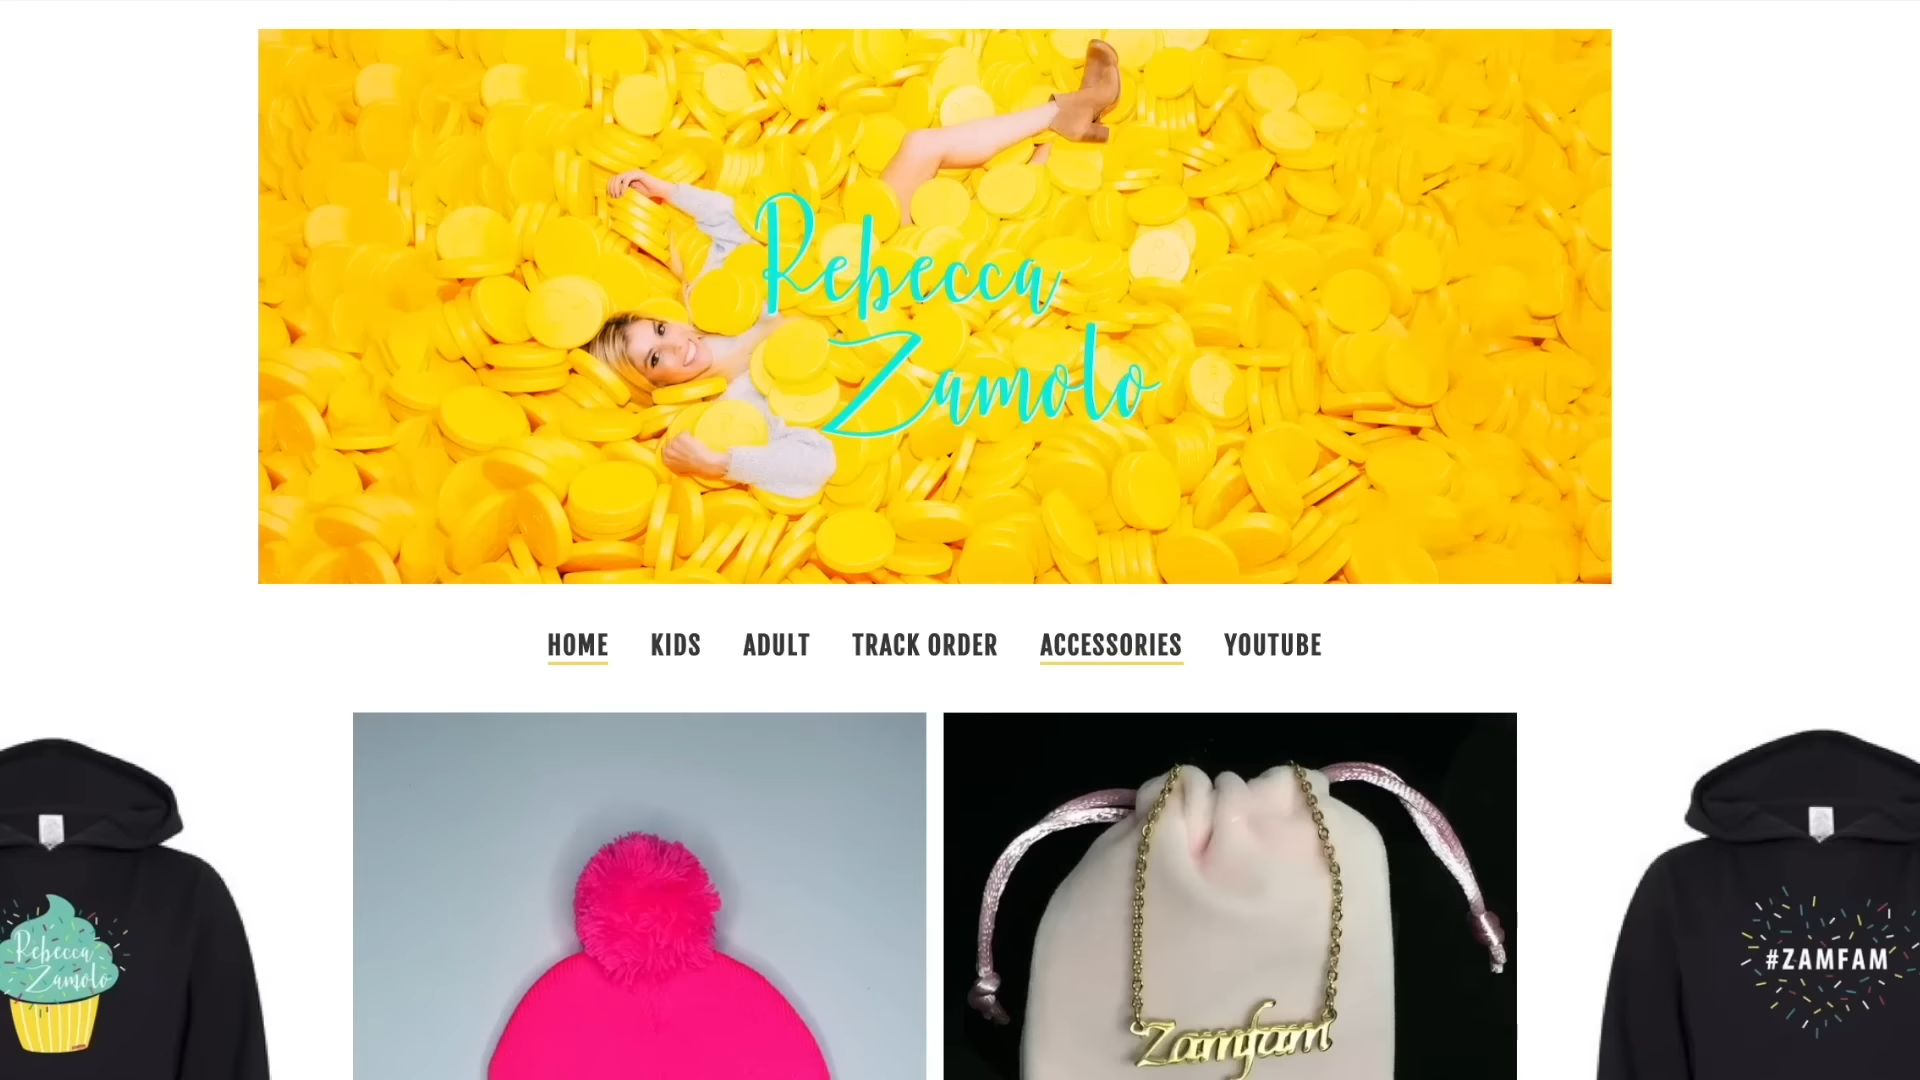 Rebecca
Zamolo
HOME KIDS ADULT TRACK ORDER ACCESSORIES YOUTUBE
Rebecca
Zamolo
#ZAMFAM
Zamfam